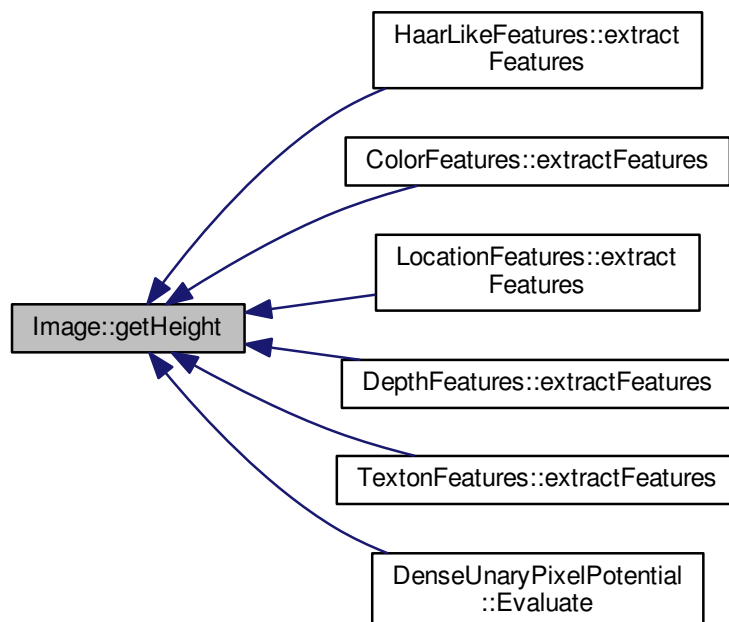 HaarLikeFeatures::extract
Features
ColorFeatures::extractFeatures
LocationFeatures::extract
Features
Image::getHeight
DepthFeatures::extractFeatures
TextonFeatures::extractFeatures
DenseUnaryPixelPotential
::Evaluate